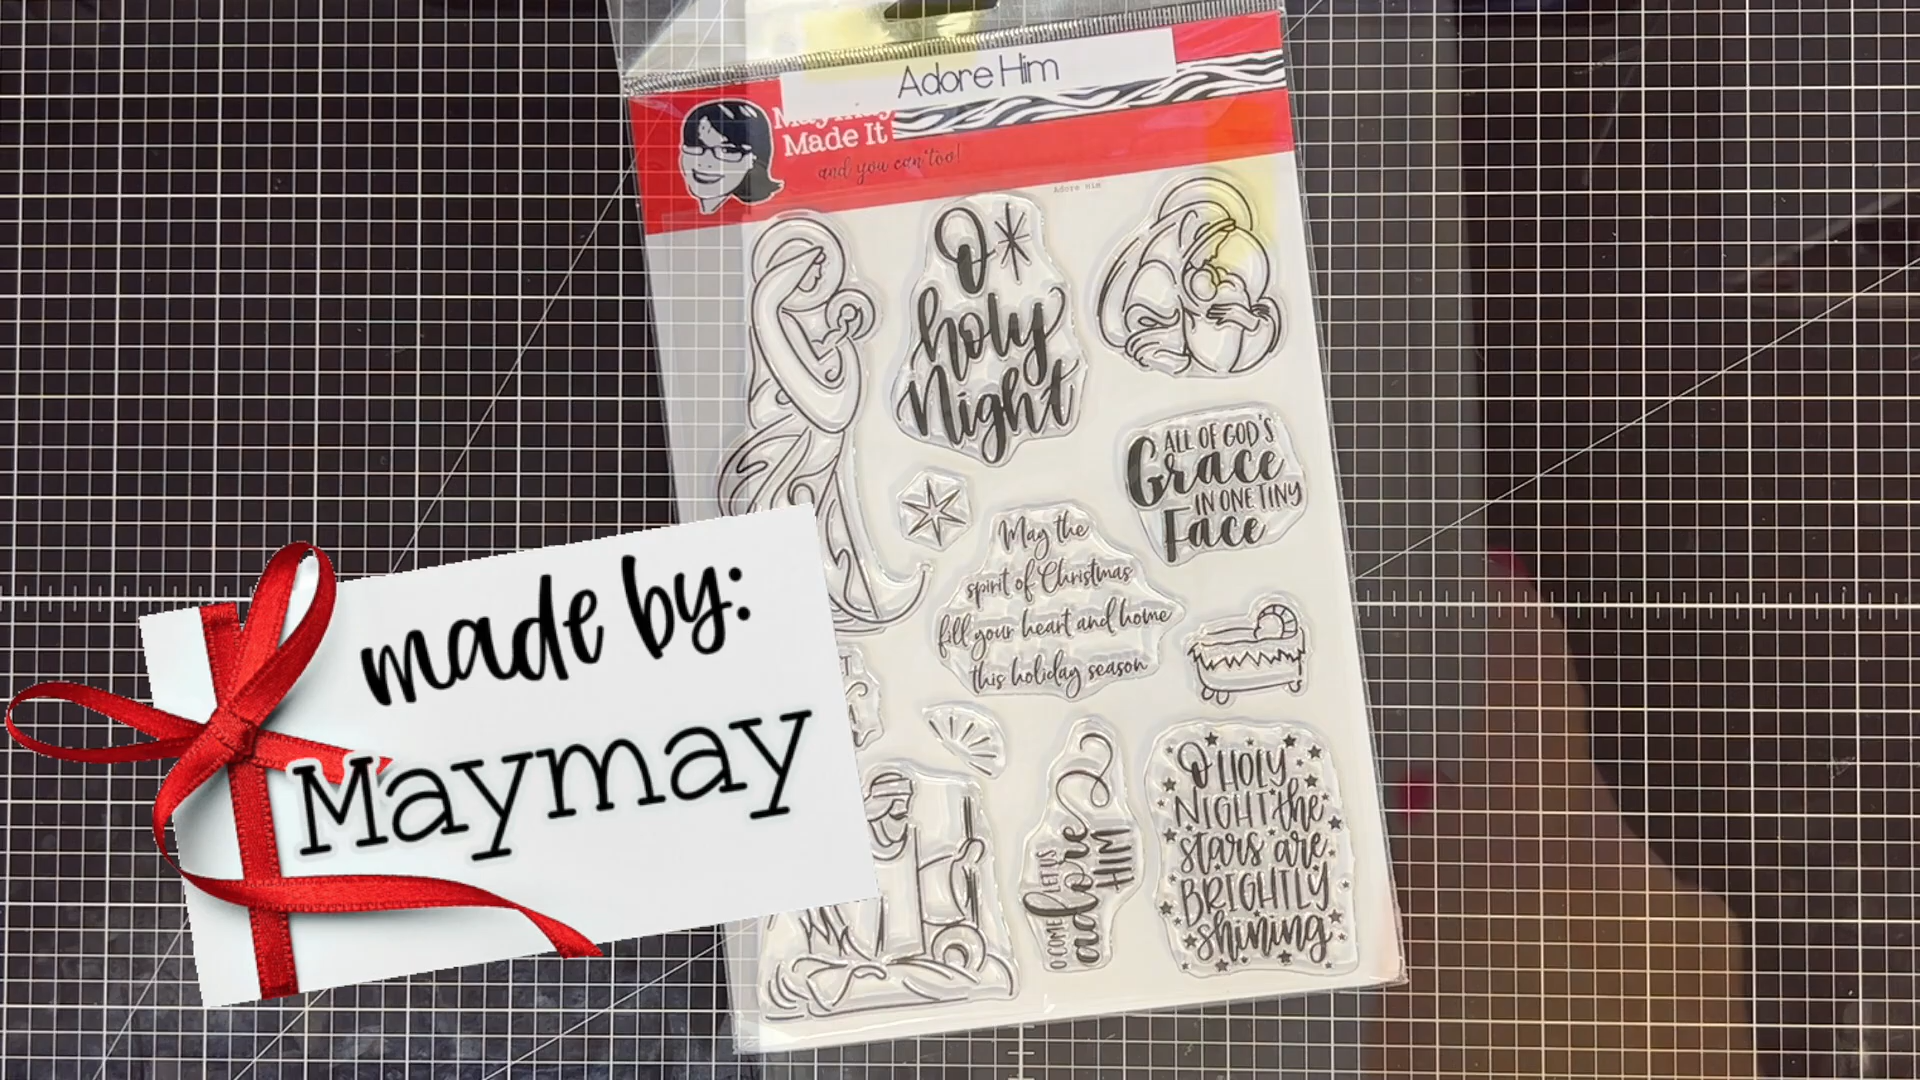 Adore Him
Maymay
Made It
and you can too!
Adore Him
O
holy
Night
ALL OF GOD'S
Grace
IN ONE TINY
Face
May the
spirit of Christmas
fill your heart and home
this holiday season
made by:
Maymay
O COME LET US
adore
HIM
O HOLY
NIGHT the
stars are
BRIGHTLY
shining